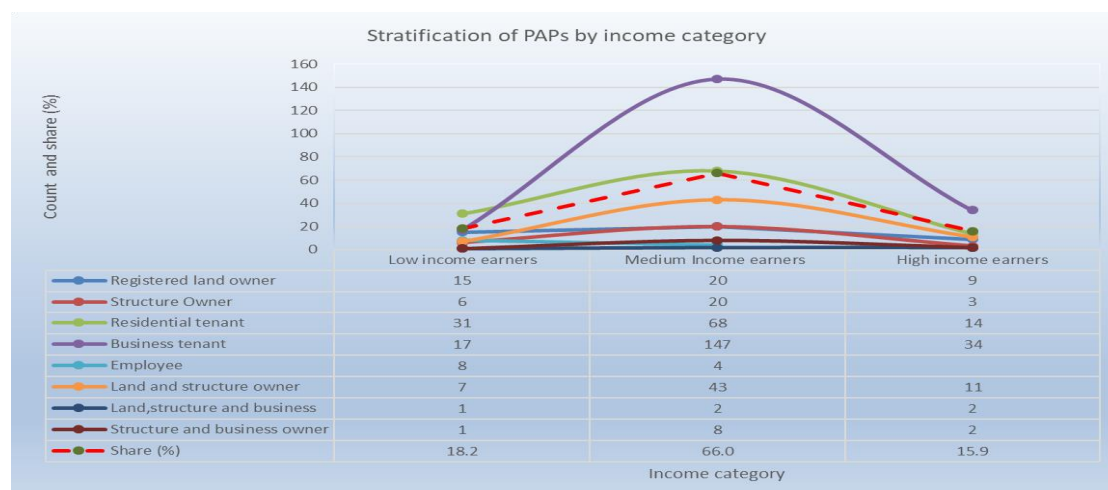 Stratification of PAPs by income category
Count and share (%)
160
140
120
100
80
60
40
20
0
Low income earners Medium Income earners High income earners
Registered land owner 15 20 9
Structure Owner 6 20 3
Residential tenant 31 68 14
Business tenant 17 147 34
Employee 8 4
Land and structure owner 7 43 11
Land,structure and business 1 2 2
Structure and business owner 1 8 2
Share (%) 18.2 66.0 15.9
Income category